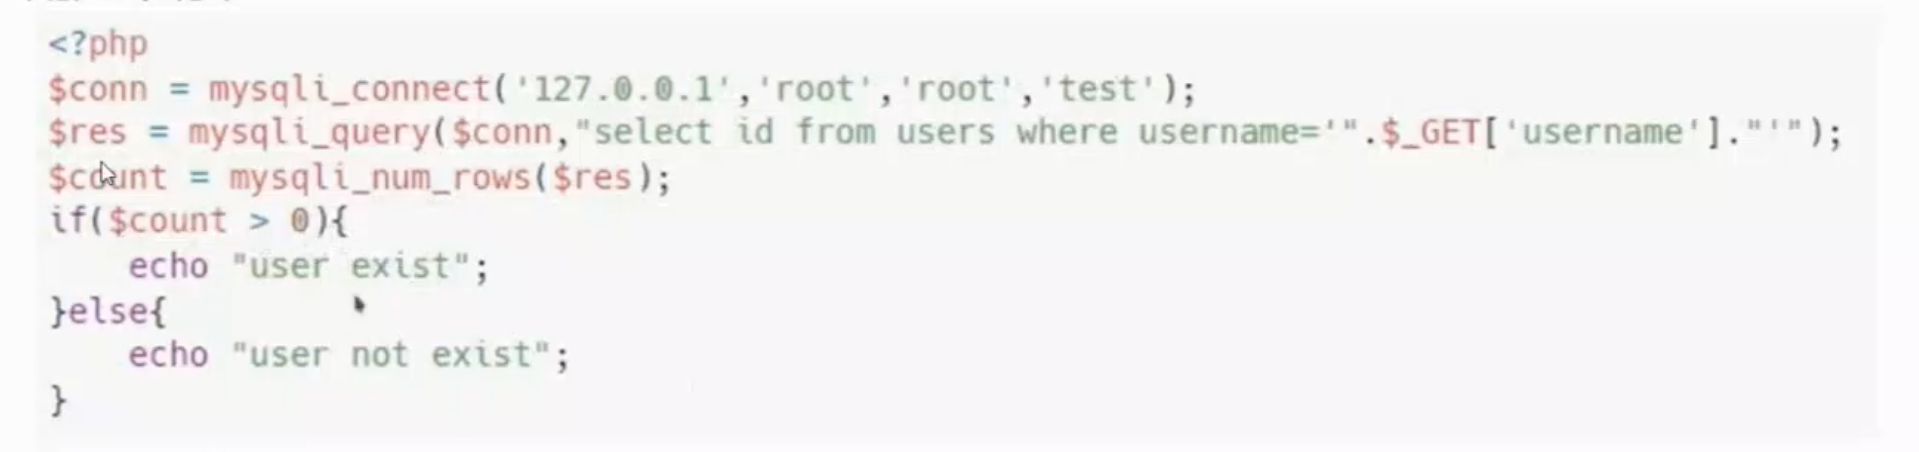 <?php
$conn = mysqli_connect('127.0.0.1','root','root','test');
$res = mysqli_query($conn,"select id from users where username='".$_GET['username']."'");
$count = mysqli_num_rows($res);
if($count > 0){
    echo "user exist";
}else{
    echo "user not exist";
}